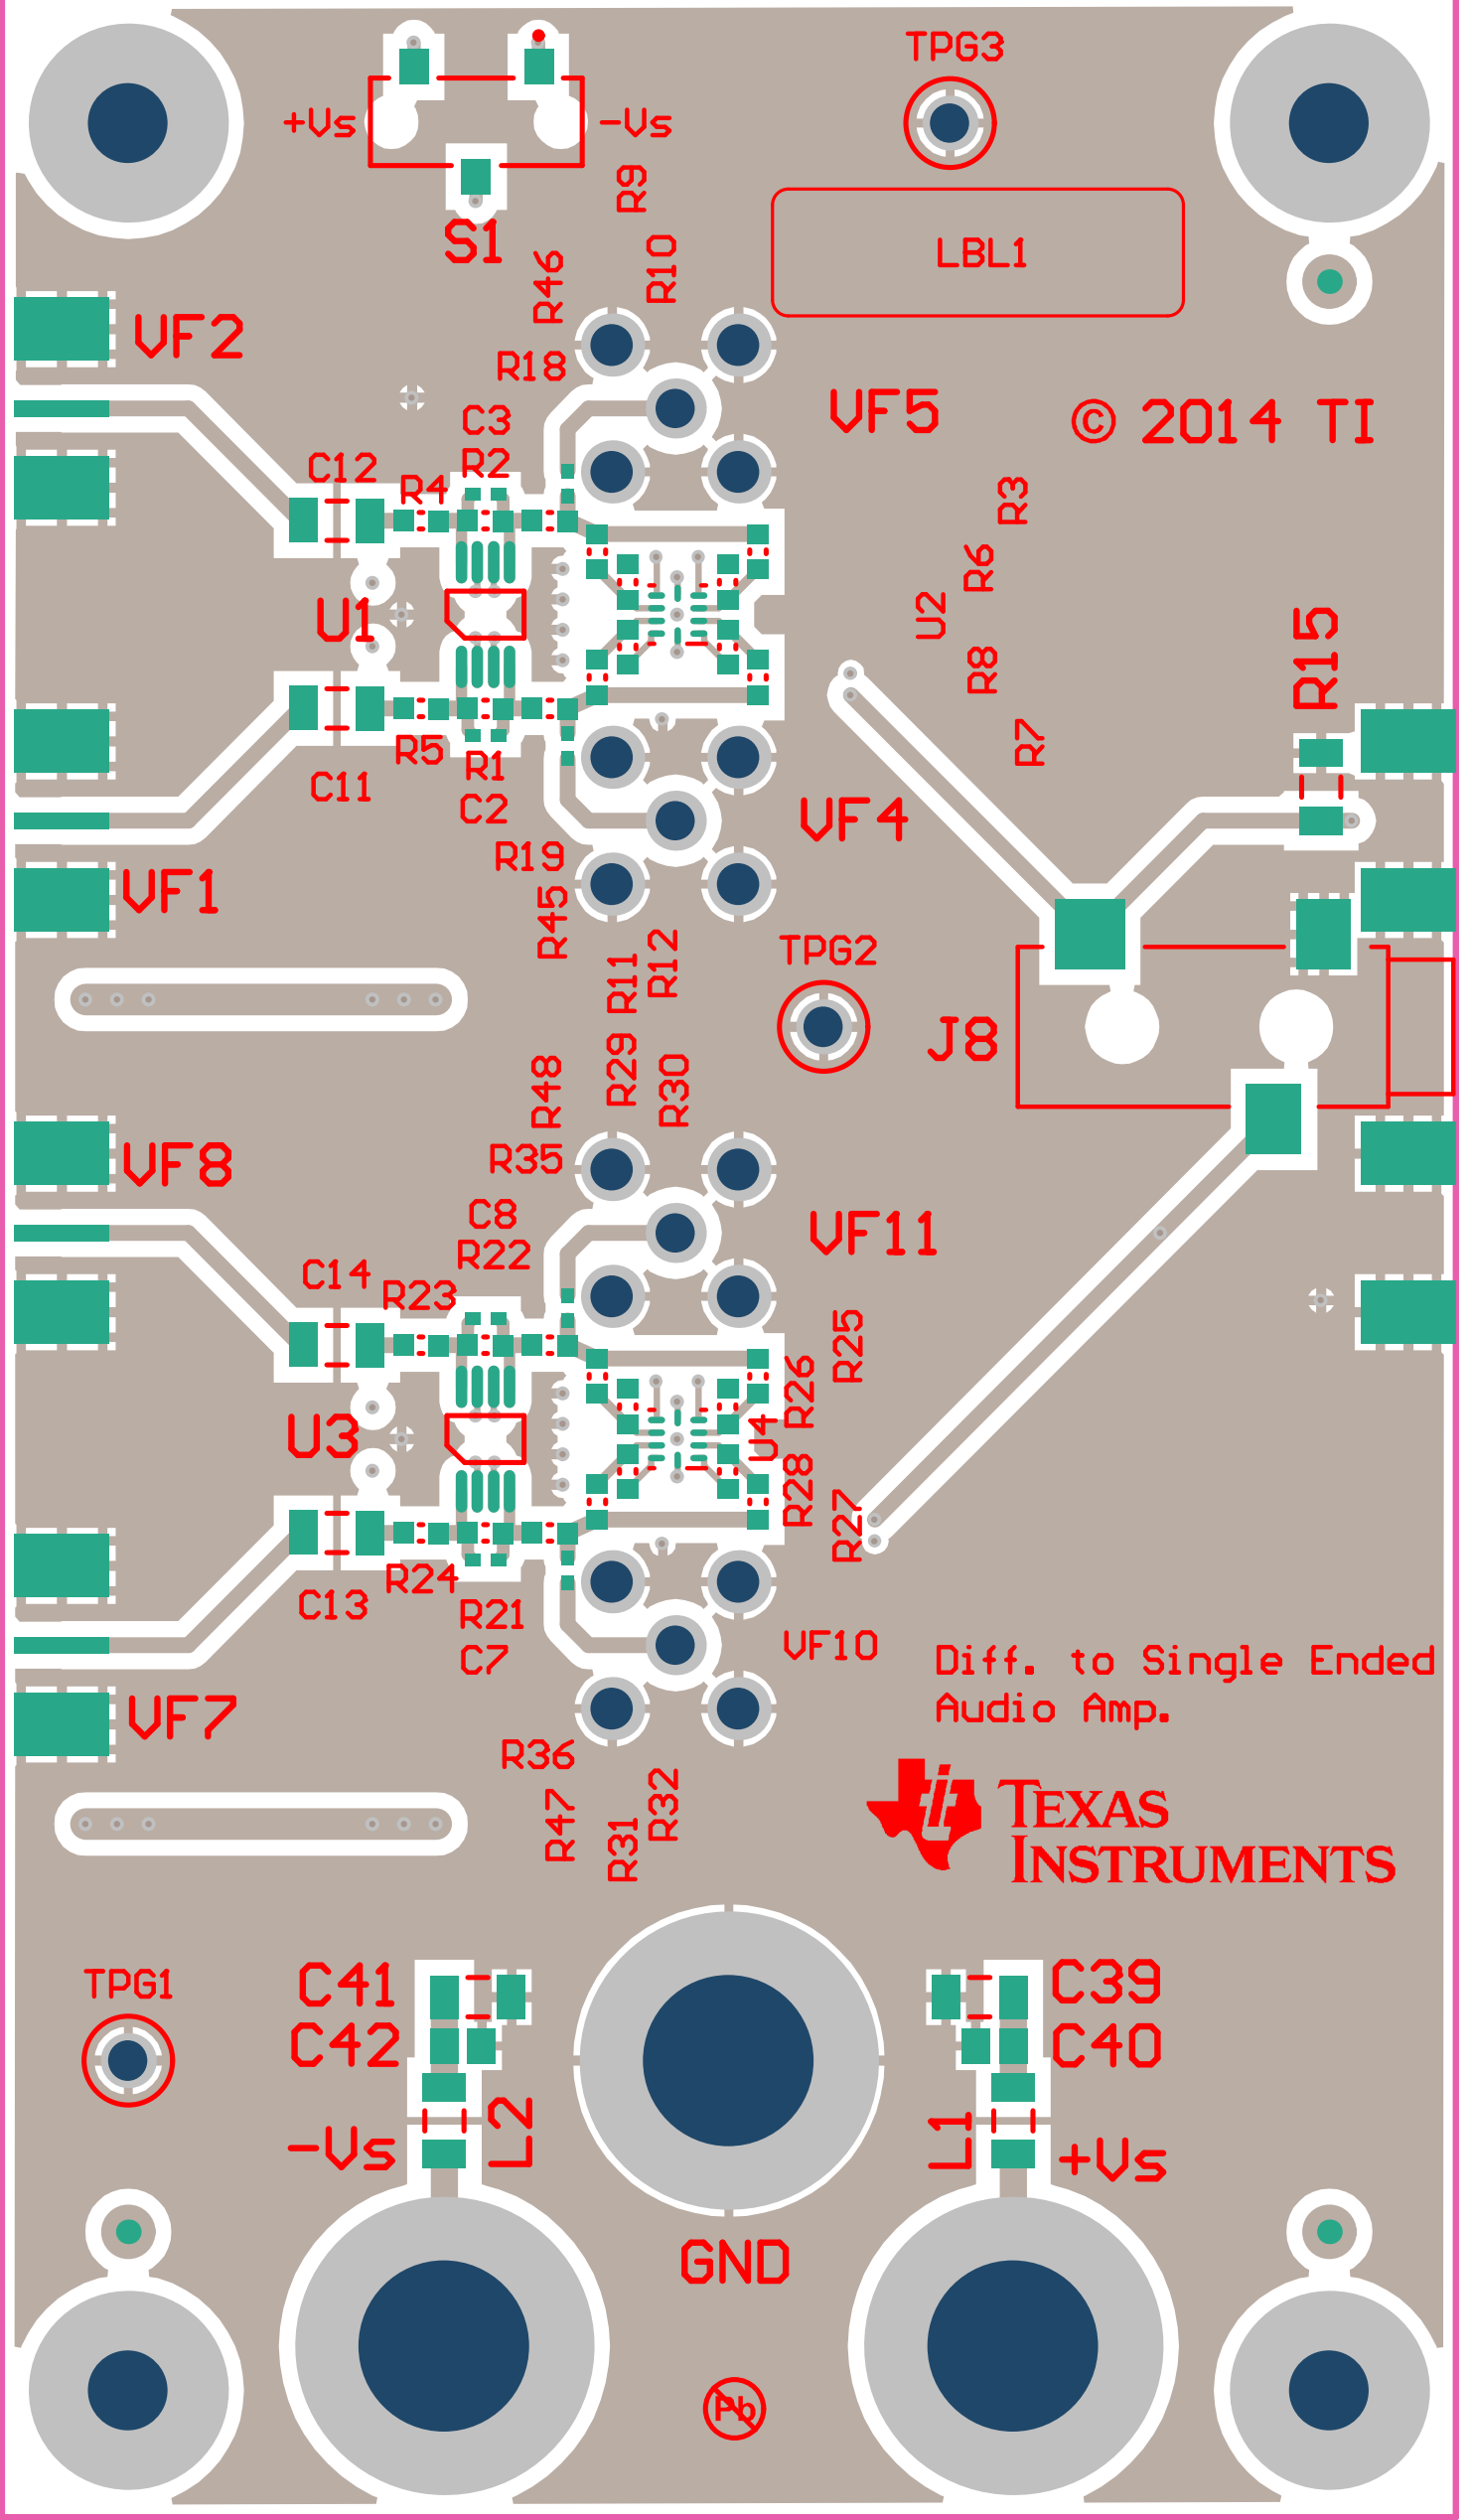 TPG3
+Vs
-Vs
R9
S1
R10
LBL1
R46
VF2
R18
VF5
© 2014 TI
C3
R2
C12
R4
R3
R6
U2
U1
R15
R8
R7
R5
R1
C11
C2
VF4
R19
VF1
R45
R12
R11
TPG2
J8
R29
R30
R48
R35
VF8
C8
R22
VF11
C14
R23
R25
R26
U4
U3
R28
R27
R24
C13
R21
C7
VF10
Diff. to Single Ended
Audio Amp.
VF7
R36
R47
R32
R31
TEXAS
INSTRUMENTS
TPG1
C41
C39
C42
C40
-Vs
L2
L1
+Vs
GND
Pb